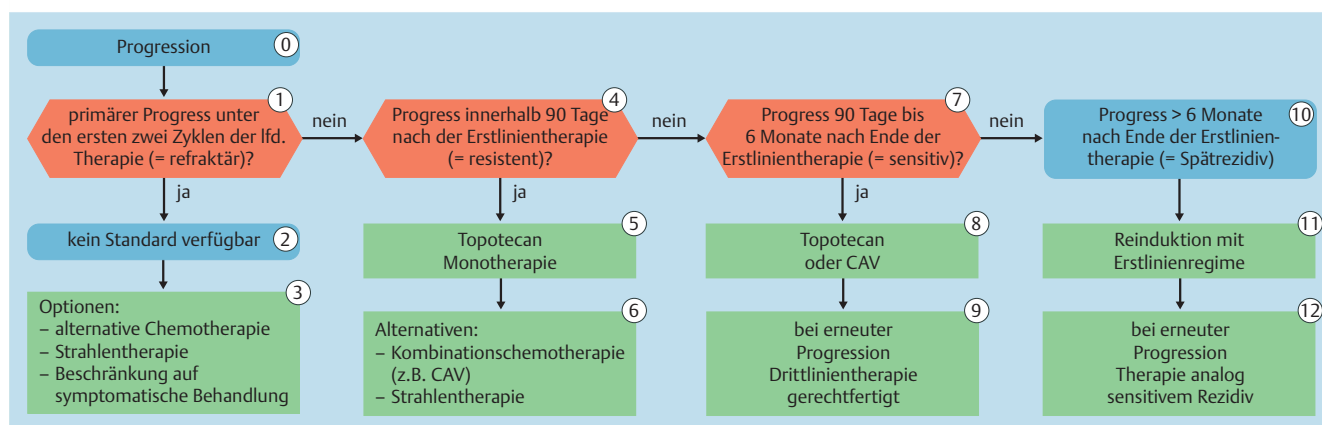 Progression
0
primärer Progress unter
den ersten zwei Zyklen der lfd.
Therapie (= refraktär)?
1
nein
ja
kein Standard verfügbar
2
Optionen:
– alternative Chemotherapie
– Strahlentherapie
– Beschränkung auf
symptomatische Behandlung
3
Progress innerhalb 90 Tage
nach der Erstlinientherapie
(= resistent)?
4
nein
ja
Topotecan
Monotherapie
5
Alternativen:
– Kombinationschemotherapie
(z.B. CAV)
– Strahlentherapie
6
Progress 90 Tage bis
6 Monate nach Ende der
Erstlinientherapie (= sensitiv)?
7
nein
ja
Topotecan
oder CAV
8
bei erneuter
Progression
Drittlinientherapie
gerechtfertigt
9
Progress > 6 Monate
nach Ende der Erstlinien-
therapie (= Spätrezidiv)
10
Reinduktion mit
Erstlinienregime
11
bei erneuter
Progression
Therapie analog
sensitivem Rezidiv
12